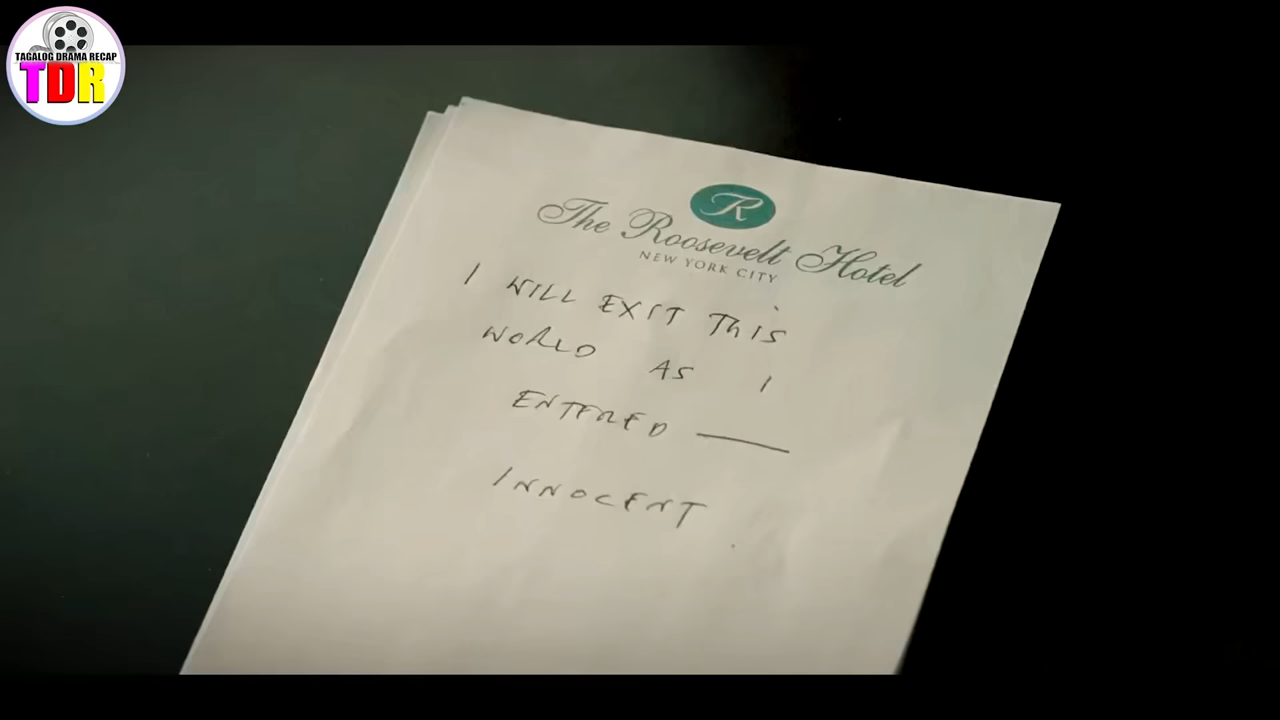 TAGALOG DRAMA RECAP
TDR
R
The Roosevelt Hotel
NEW YORK CITY
I WILL EXIT THIS
WORLD AS I
ENTERED —
INNOCENT